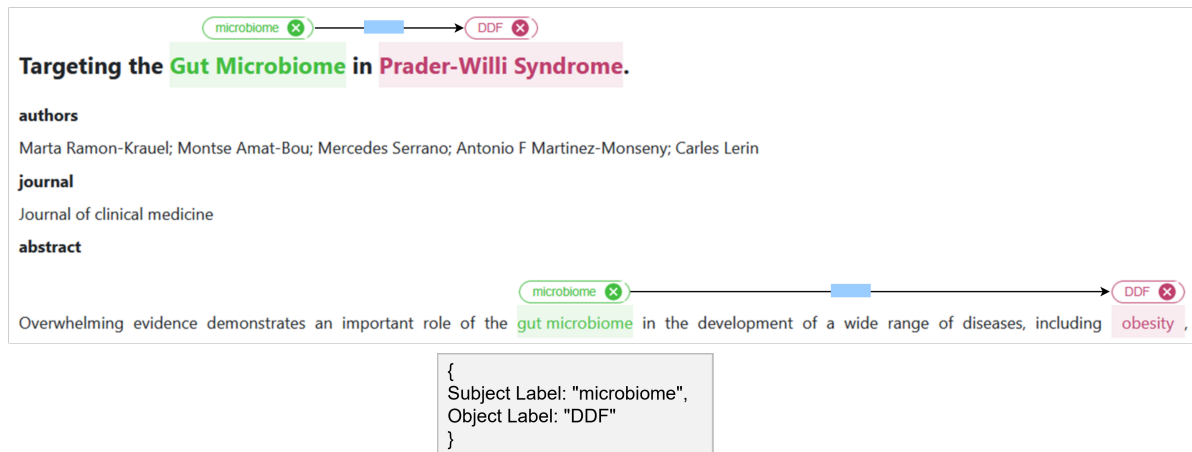 microbiome DDF
Targeting the Gut Microbiome in Prader-Willi Syndrome.
authors
Marta Ramon-Krauel; Montse Amat-Bou; Mercedes Serrano; Antonio F Martinez-Monseny; Carles Lerin
journal
Journal of clinical medicine
abstract
microbiome DDF
Overwhelming evidence demonstrates an important role of the gut microbiome in the development of a wide range of diseases, including obesity ,
{
Subject Label: "microbiome",
Object Label: "DDF"
}